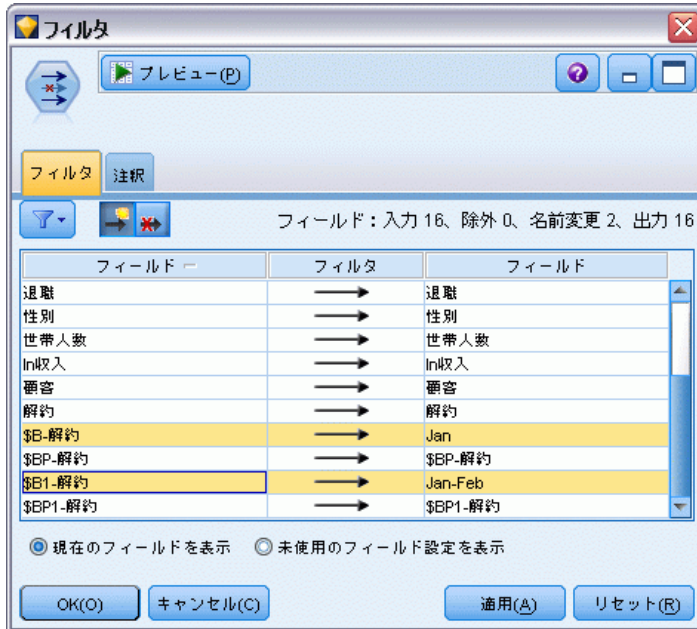 フィルタ
プレビュー(P)
フィルタ 注釈
フィールド：入力 16、除外 0、名前変更 2、出力 16
フィールド フィルタ フィールド
退職 退職
性別 性別
世帯人数 世帯人数
ln収入 ln収入
顧客 顧客
解約 解約
$B-解約 Jan
$BP-解約 $BP-解約
$B1-解約 Jan-Feb
$BP1-解約 $BP1-解約
現在のフィールドを表示 未使用のフィールド設定を表示
OK(O) キャンセル(C) 適用(A) リセット(R)